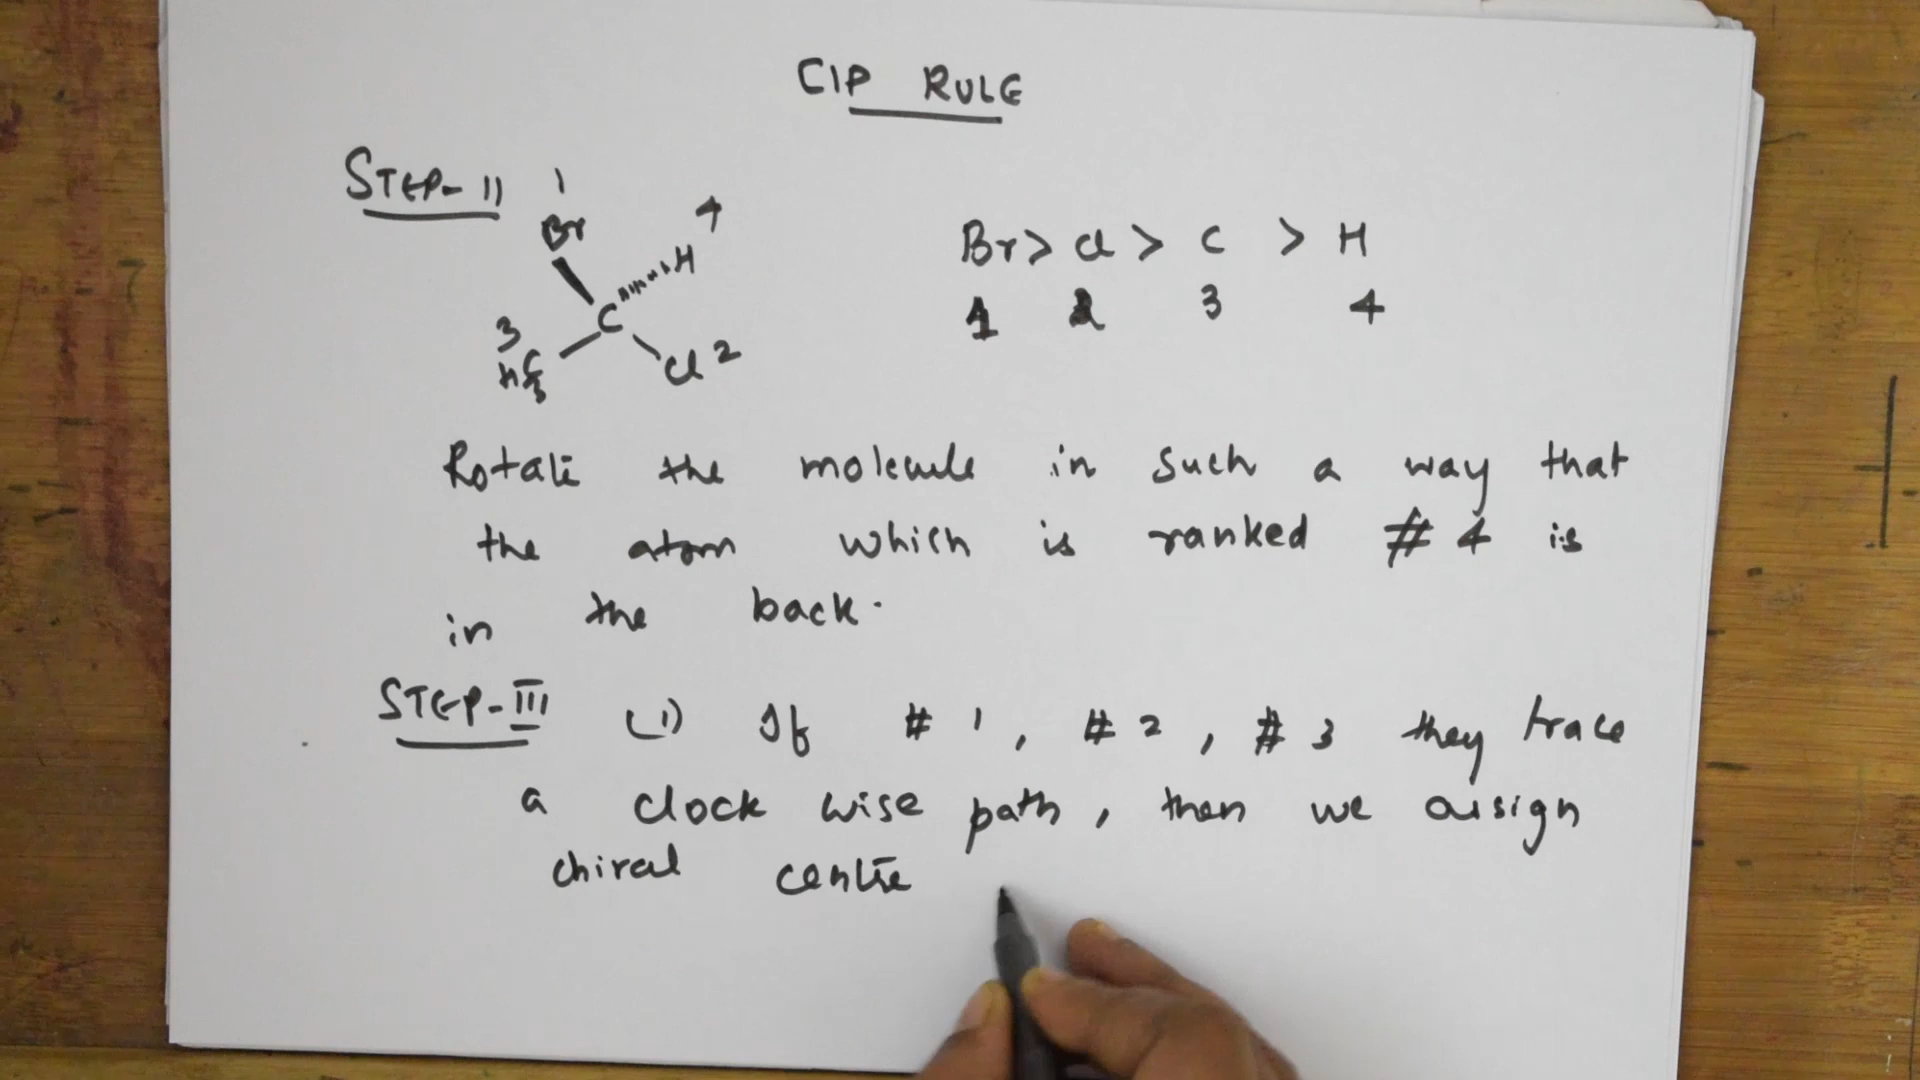 CIP RULE
STEP-II
1
Br
4
H
C
3
H3C
Cl 2
Br > Cl > C > H
1 2 3 4
Rotate the molecule in such a way that
the atom which is ranked # 4 is
in the back.
STEP-III (1) If # 1, # 2, # 3 they trace
a clock wise path, then we assign
chiral centre